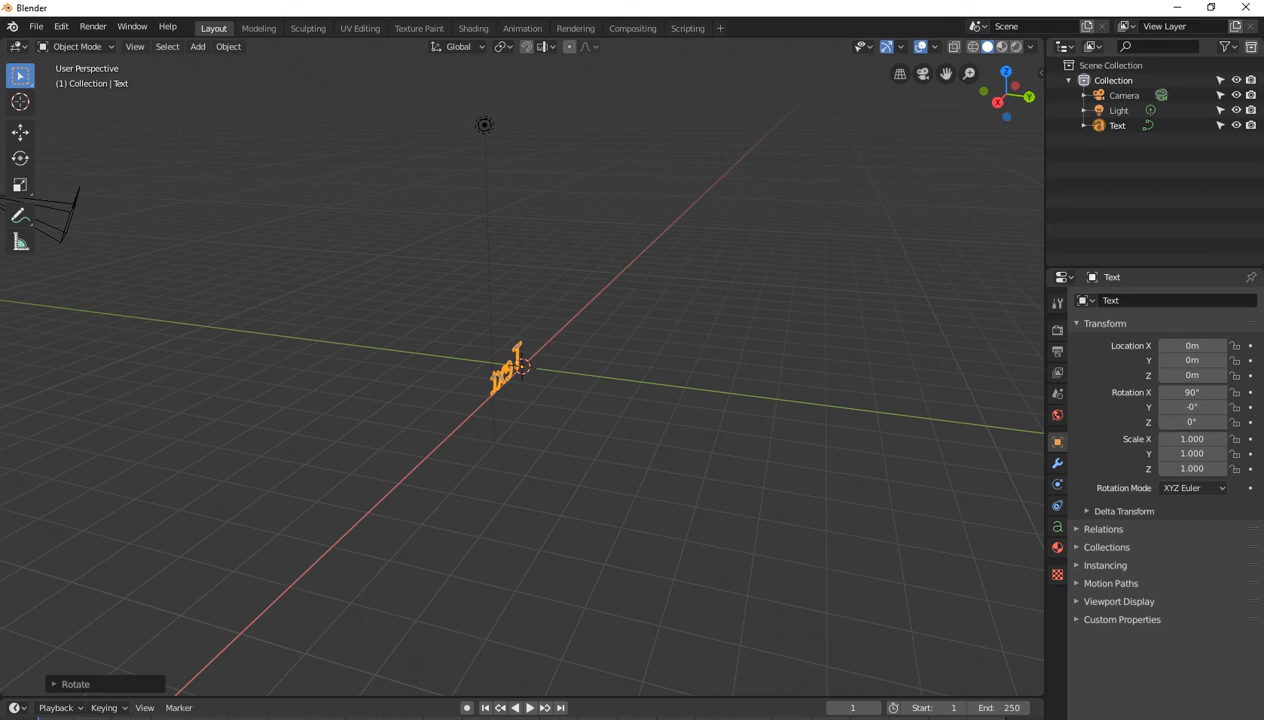 Blender
File Edit Render Window Help Layout Modeling Sculpting UV Editing Texture Paint Shading Animation Rendering Compositing Scripting + Scene View Layer
Object Mode View Select Add Object Global
User Perspective
(1) Collection | Text
Z
Y
X
Scene Collection
Collection
Camera
Light
Text
Text
Text
Transform
Location X 0m
Y 0m
Z 0m
Rotation X 90°
Y -0°
Z 0°
Scale X 1.000
Y 1.000
Z 1.000
Rotation Mode XYZ Euler
Delta Transform
Relations
Collections
Instancing
Motion Paths
Viewport Display
Custom Properties
Rotate
Playback Keying View Marker 1 Start: 1 End: 250